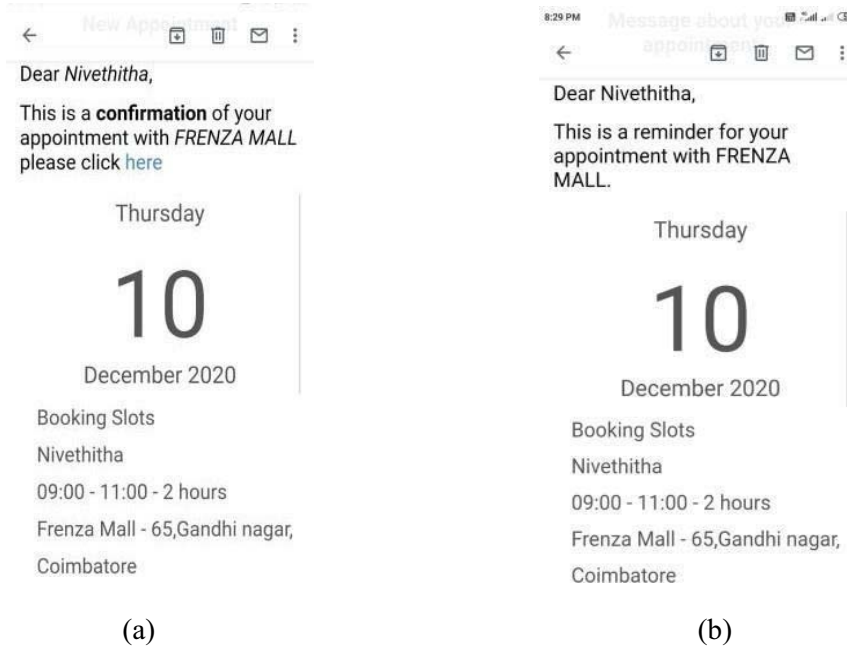 New Appointment
Dear Nivethitha,
This is a confirmation of your
appointment with FRENZA MALL
please click here
Thursday
10
December 2020
Booking Slots
Nivethitha
09:00 - 11:00 - 2 hours
Frenza Mall - 65,Gandhi nagar,
Coimbatore
(a)
8:29 PM
Message about your
appointment
Dear Nivethitha,
This is a reminder for your
appointment with FRENZA
MALL.
Thursday
10
December 2020
Booking Slots
Nivethitha
09:00 - 11:00 - 2 hours
Frenza Mall - 65,Gandhi nagar,
Coimbatore
(b)